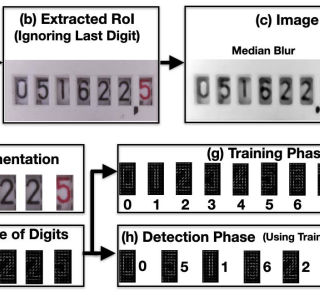 (b) Extracted RoI
(Ignoring Last Digit)
(c) Image
Median Blur
0 5 1 6 2 2 , 5
0 5 1 6 2 2 ,
(g) Training Phas
2 2 5
0 1 2 3 4 5 6
e of Digits
(h) Detection Phase (Using Train
0 5 1 6 2